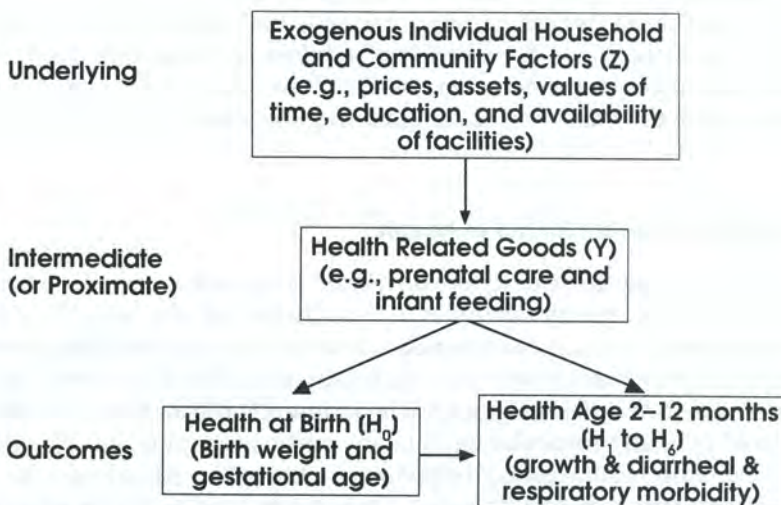 Underlying
Exogenous Individual Household
and Community Factors (Z)
(e.g., prices, assets, values of
time, education, and availability
of facilities)
Intermediate
(or Proximate)
Health Related Goods (Y)
(e.g., prenatal care and
infant feeding)
Outcomes
Health at Birth (H₀)
(Birth weight and
gestational age)
Health Age 2–12 months
(H₁ to H₆)
(growth & diarrheal &
respiratory morbidity)